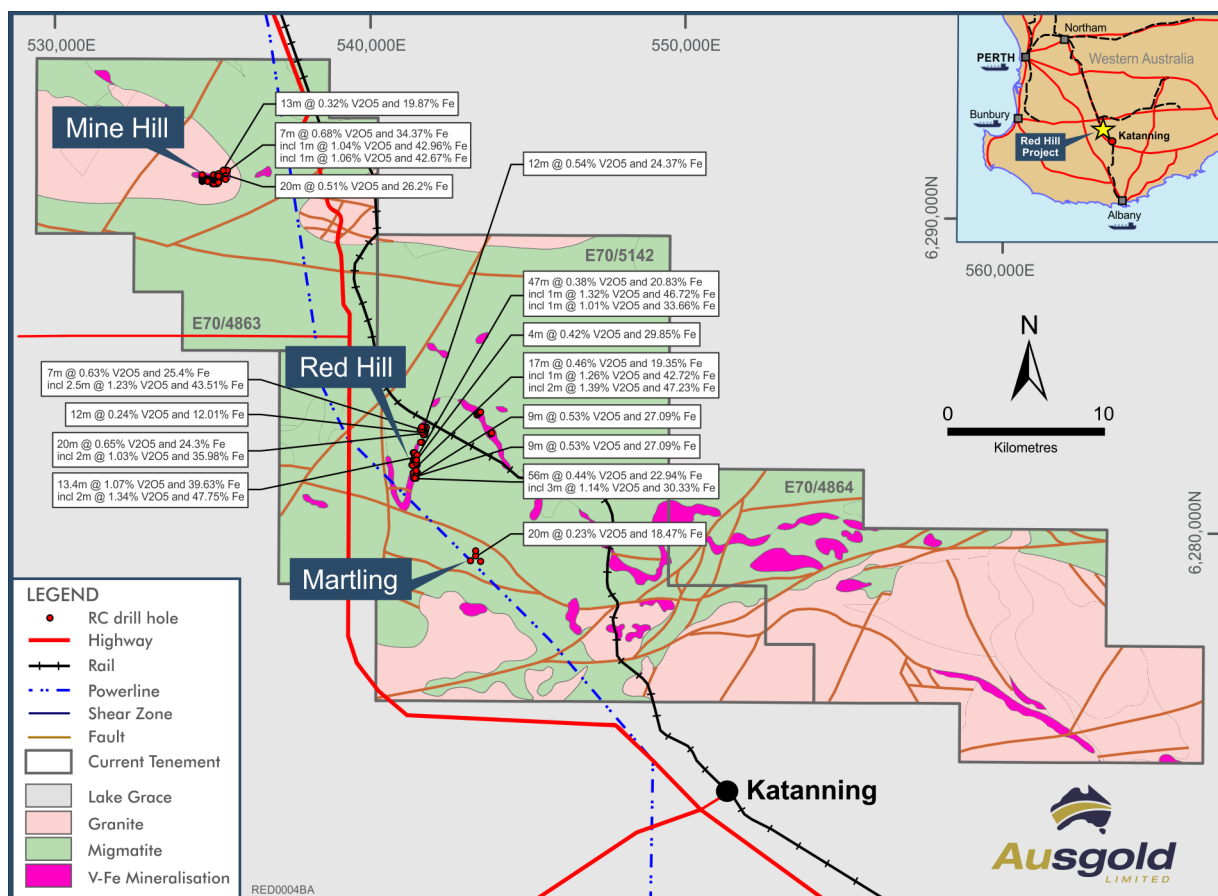 530,000E
540,000E
550,000E
Northam
PERTH
Western Australia
Bunbury
Katanning
Red Hill
Project
Albany
6,290,000N
560,000E
13m @ 0.32% V2O5 and 19.87% Fe
Mine Hill
7m @ 0.68% V2O5 and 34.37% Fe
incl 1m @ 1.04% V2O5 and 42.96% Fe
incl 1m @ 1.06% V2O5 and 42.67% Fe
20m @ 0.51% V2O5 and 26.2% Fe
12m @ 0.54% V2O5 and 24.37% Fe
E70/5142
47m @ 0.38% V2O5 and 20.83% Fe
incl 1m @ 1.32% V2O5 and 46.72% Fe
incl 1m @ 1.01% V2O5 and 33.66% Fe
E70/4863
4m @ 0.42% V2O5 and 29.85% Fe
Red Hill
17m @ 0.46% V2O5 and 19.35% Fe
incl 1m @ 1.26% V2O5 and 42.72% Fe
incl 2m @ 1.39% V2O5 and 47.23% Fe
7m @ 0.63% V2O5 and 25.4% Fe
incl 2.5m @ 1.23% V2O5 and 43.51% Fe
12m @ 0.24% V2O5 and 12.01% Fe
9m @ 0.53% V2O5 and 27.09% Fe
20m @ 0.65% V2O5 and 24.3% Fe
incl 2m @ 1.03% V2O5 and 35.98% Fe
9m @ 0.53% V2O5 and 27.09% Fe
13.4m @ 1.07% V2O5 and 39.63% Fe
incl 2m @ 1.34% V2O5 and 47.75% Fe
56m @ 0.44% V2O5 and 22.94% Fe
incl 3m @ 1.14% V2O5 and 30.33% Fe
E70/4864
N
0 10
Kilometres
6,280,000N
20m @ 0.23% V2O5 and 18.47% Fe
Martling
LEGEND
RC drill hole
Highway
Rail
Powerline
Shear Zone
Fault
Current Tenement
Lake Grace
Granite
Migmatite
V-Fe Mineralisation
Katanning
Ausgold
LIMITED
RED0004BA